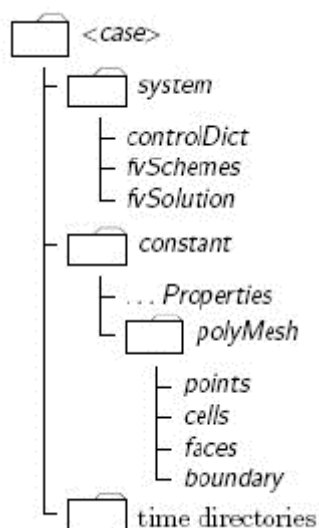 <case>
system
controlDict
fvSchemes
fvSolution
constant
... Properties
polyMesh
points
cells
faces
boundary
time directories